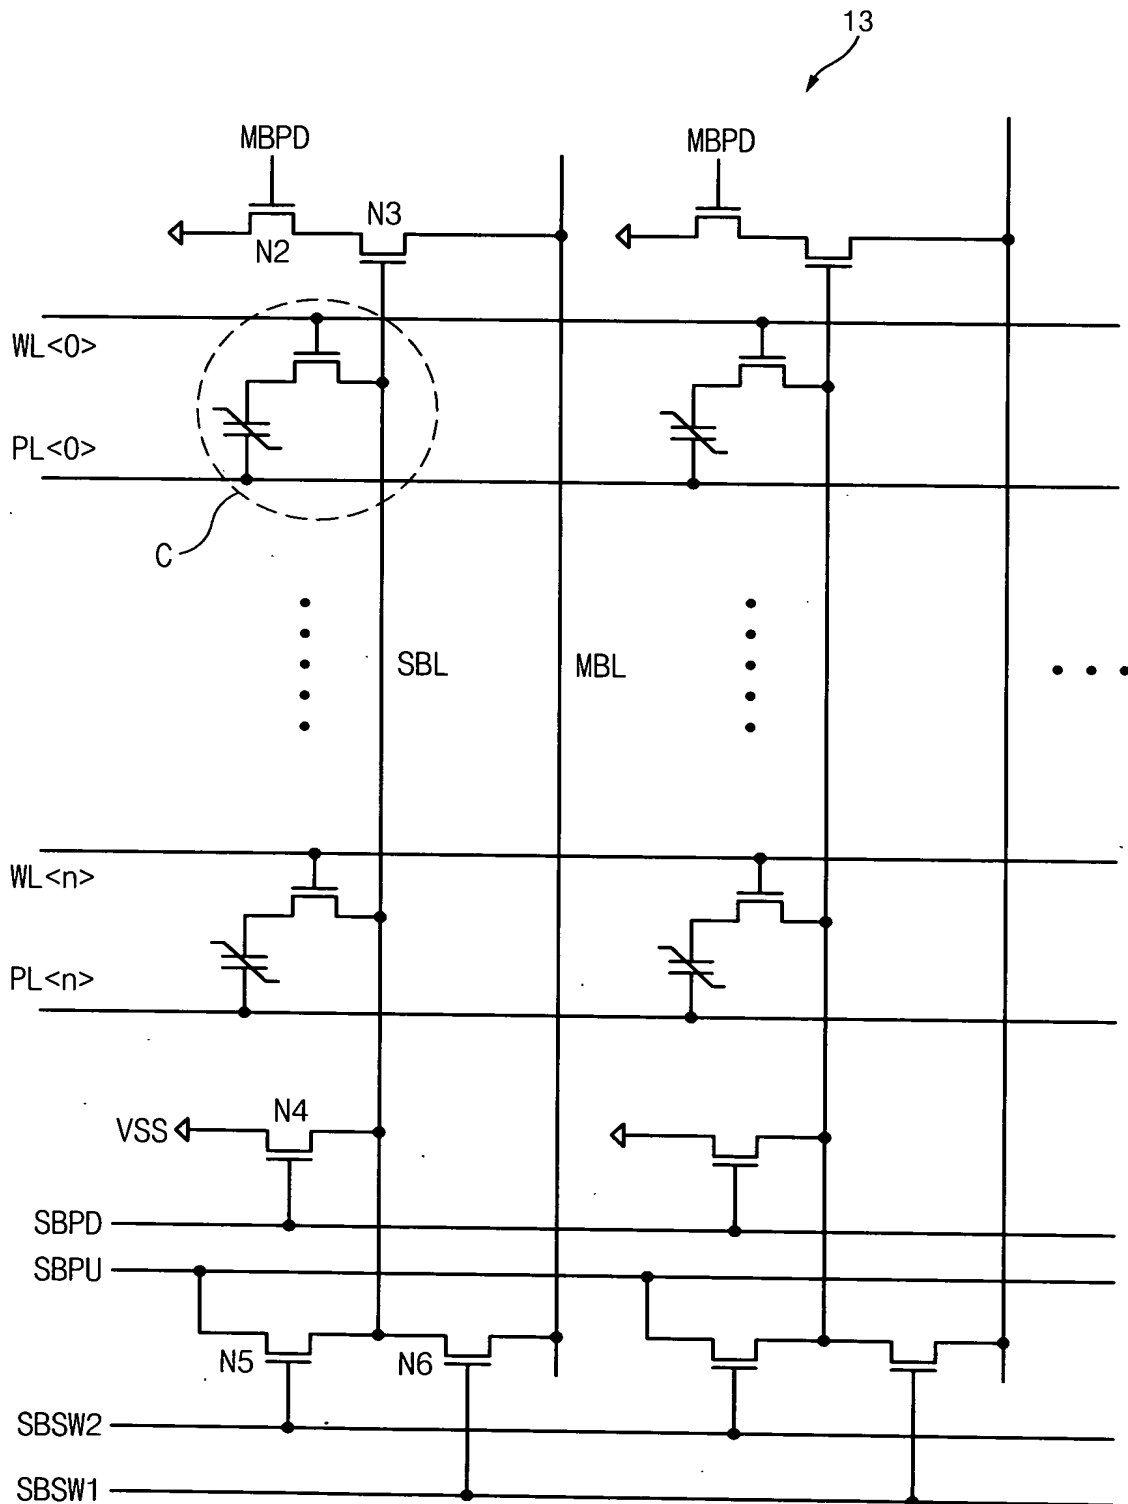 13
MBPD
MBPD
N3
N2
WL<0>
PL<0>
C
SBL
MBL
WL<n>
PL<n>
N4
VSS
SBPD
SBPU
N5
N6
SBSW2
SBSW1